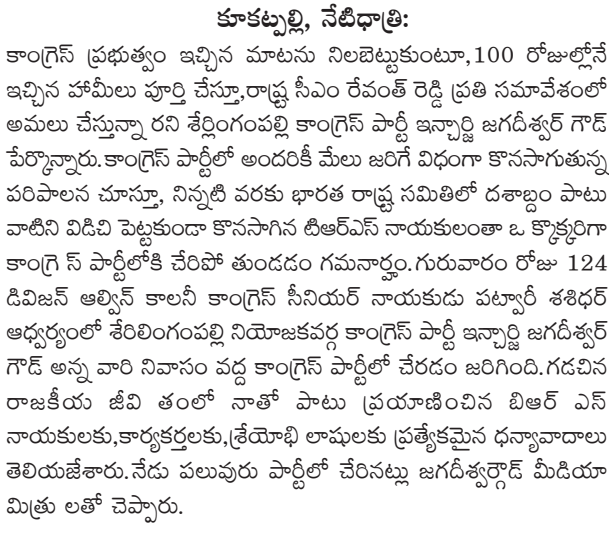 కూకట్పల్లి, నేటిధాత్రి:
కాంగ్రెస్ ప్రభుత్వం ఇచ్చిన మాటను నిలబెట్టుకుంటూ,100 రోజుల్లోనే
ఇచ్చిన హామీలు పూర్తి చేస్తూ,రాష్ట్ర సీఎం రేవంత్ రెడ్డి ప్రతి సమావేశంలో
అమలు చేస్తున్నా రని శేర్లింగంపల్లి కాంగ్రెస్ పార్టీ ఇన్చార్జి జగదీశ్వర్ గౌడ్
పేర్కొన్నారు.కాంగ్రెస్ పార్టీలో అందరికీ మేలు జరిగే విధంగా కొనసాగుతున్న
పరిపాలన చూస్తూ, నిన్నటి వరకు భారత రాష్ట్ర సమితిలో దశాబ్దం పాటు
వాటిని విడిచి పెట్టకుండా కొనసాగిన టిఆర్ఎస్ నాయకులంతా ఒ క్కొక్కరిగా
కాంగ్రె స్ పార్టీలోకి చేరిపో తుండడం గమనార్హం.గురువారం రోజు 124
డివిజన్ ఆల్విన్ కాలనీ కాంగ్రెస్ సీనియర్ నాయకుడు పట్వారీ శశిధర్
ఆధ్వర్యంలో శేరిలింగంపల్లి నియోజకవర్గ కాంగ్రెస్ పార్టీ ఇన్చార్జి జగదీశ్వర్
గౌడ్ అన్న వారి నివాసం వద్ద కాంగ్రెస్ పార్టీలో చేరడం జరిగింది.గడచిన
రాజకీయ జీవి తంలో నాతో పాటు ప్రయాణించిన బిఆర్ ఎస్
నాయకులకు,కార్యకర్తలకు,శ్రేయోభి లాషులకు ప్రత్యేకమైన ధన్యావాదాలు
తెలియజేశారు.నేడు పలువురు పార్టీలో చేరినట్లు జగదీశ్వర్గౌడ్ మీడియా
మిత్రు లతో చెప్పారు.